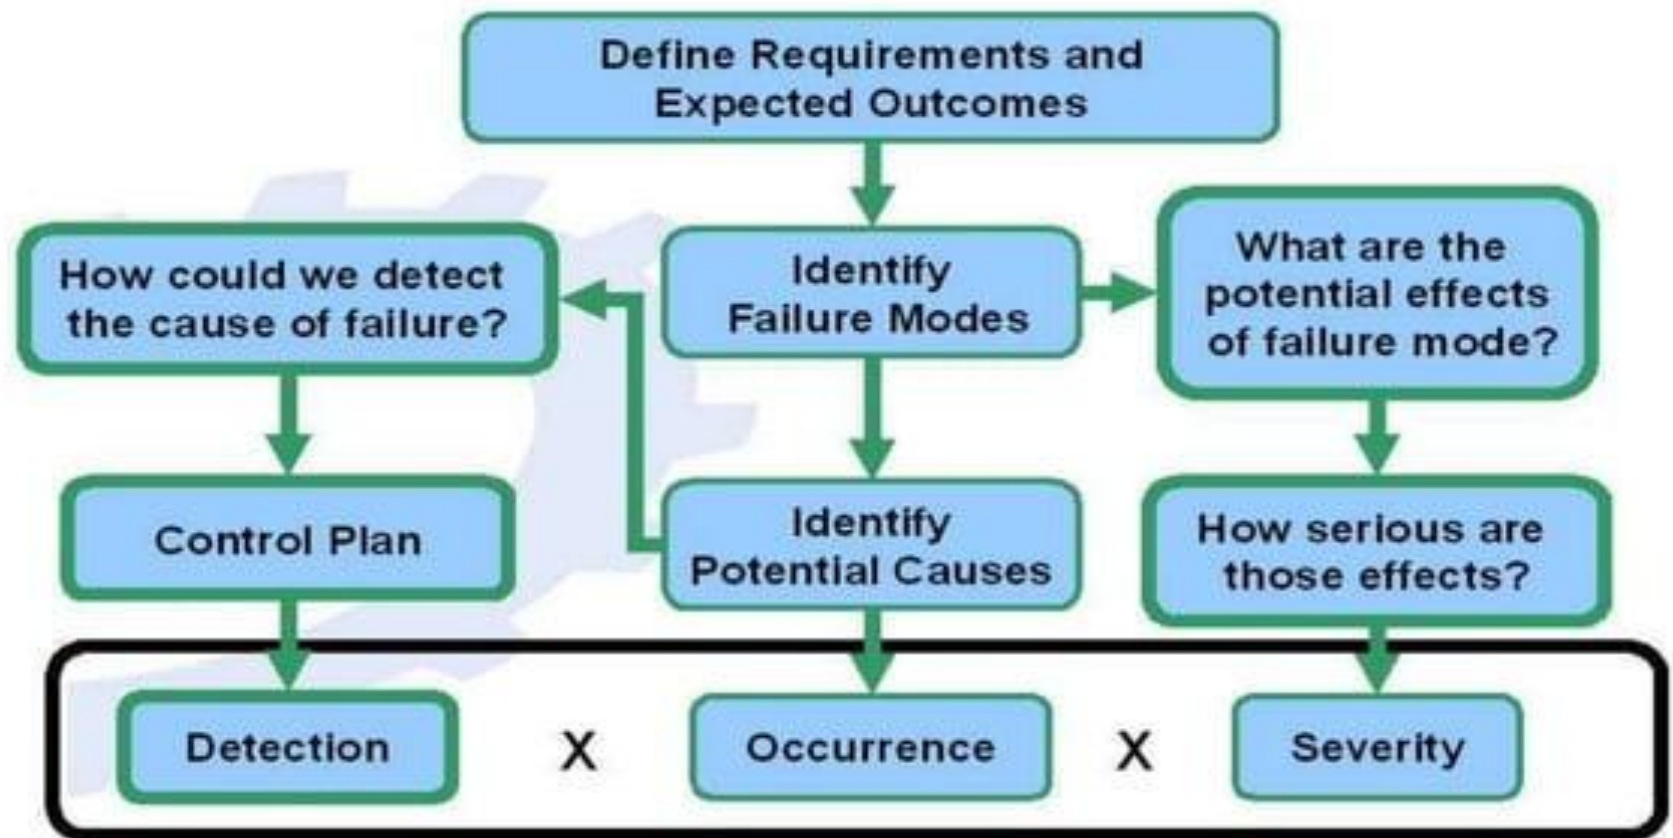 Define Requirements and
Expected Outcomes
How could we detect
the cause of failure?
Identify
Failure Modes
What are the
potential effects
of failure mode?
Control Plan
Identify
Potential Causes
How serious are
those effects?
Detection
X
Occurrence
X
Severity